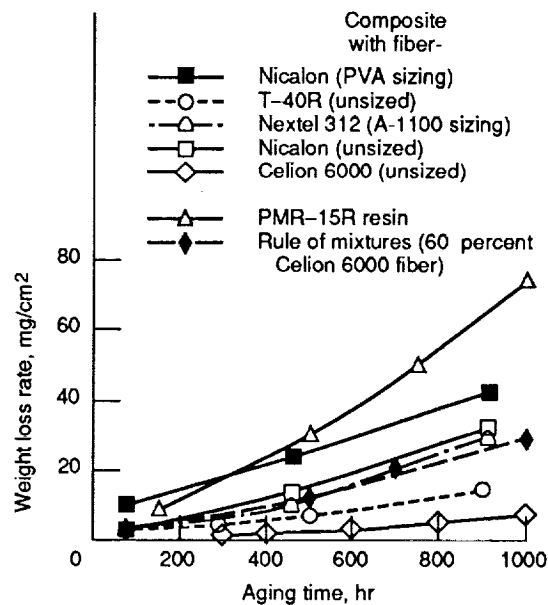 Composite
with fiber-
Nicalon (PVA sizing)
T-40R (unsized)
Nextel 312 (A-1100 sizing)
Nicalon (unsized)
Celion 6000 (unsized)
PMR-15R resin
Rule of mixtures (60 percent
Celion 6000 fiber)
Weight loss rate, mg/cm2
80
60
40
20
0
200
400
600
800
1000
Aging time, hr